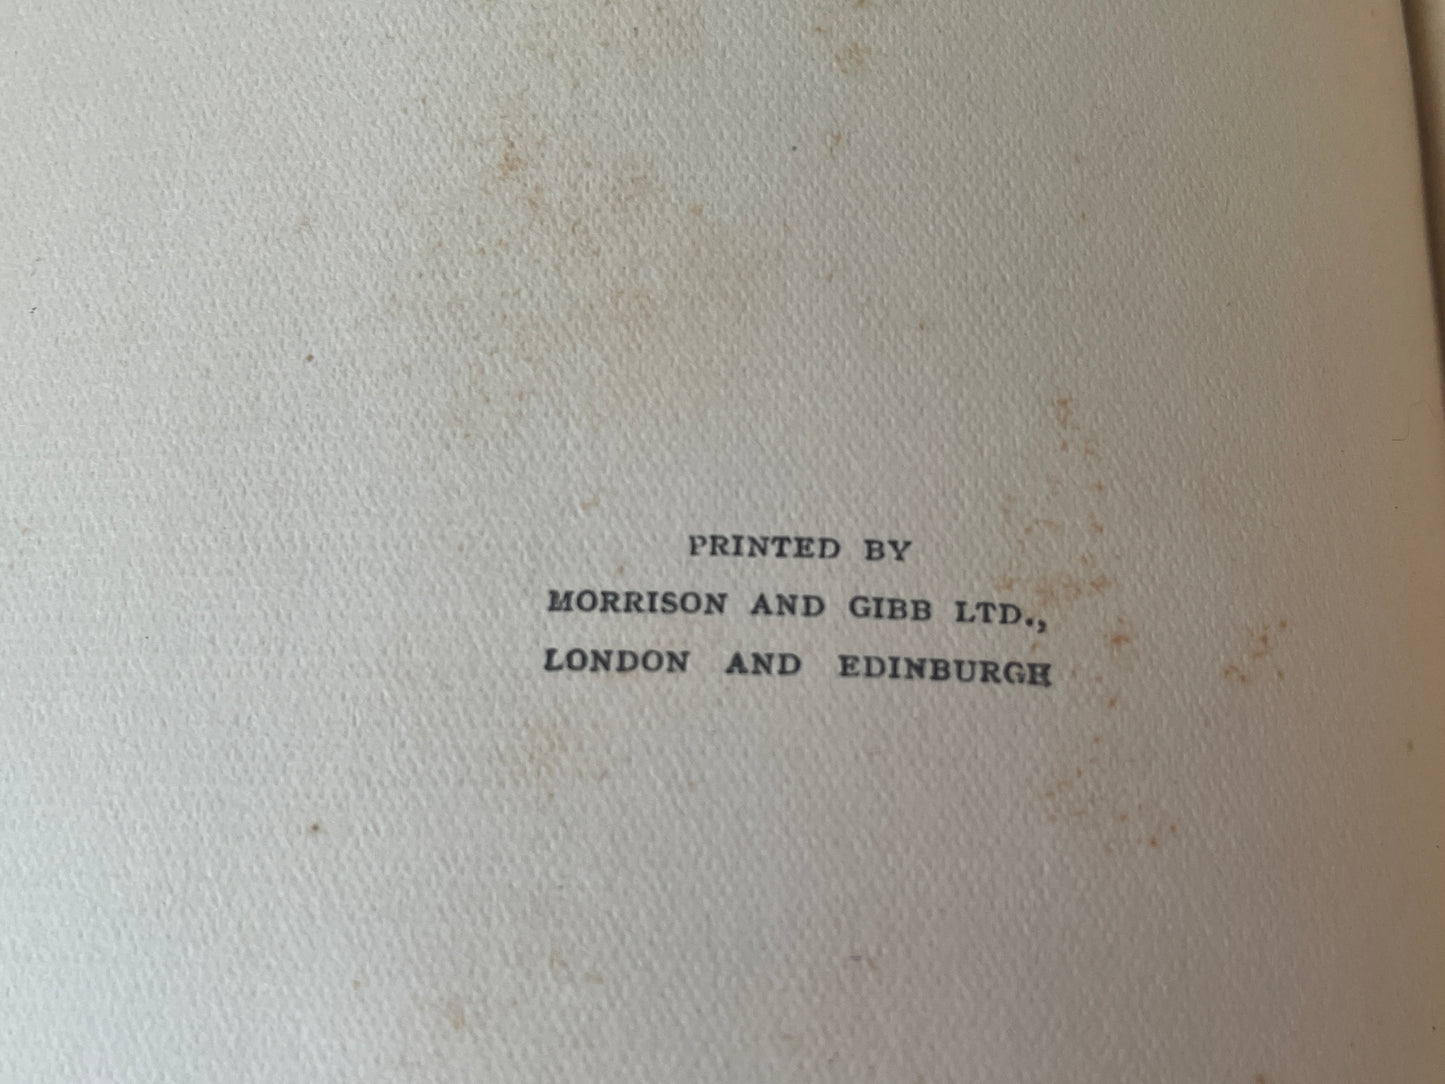 PRINTED BY
MORRISON AND GIBB LTD.,
LONDON AND EDINBURGH